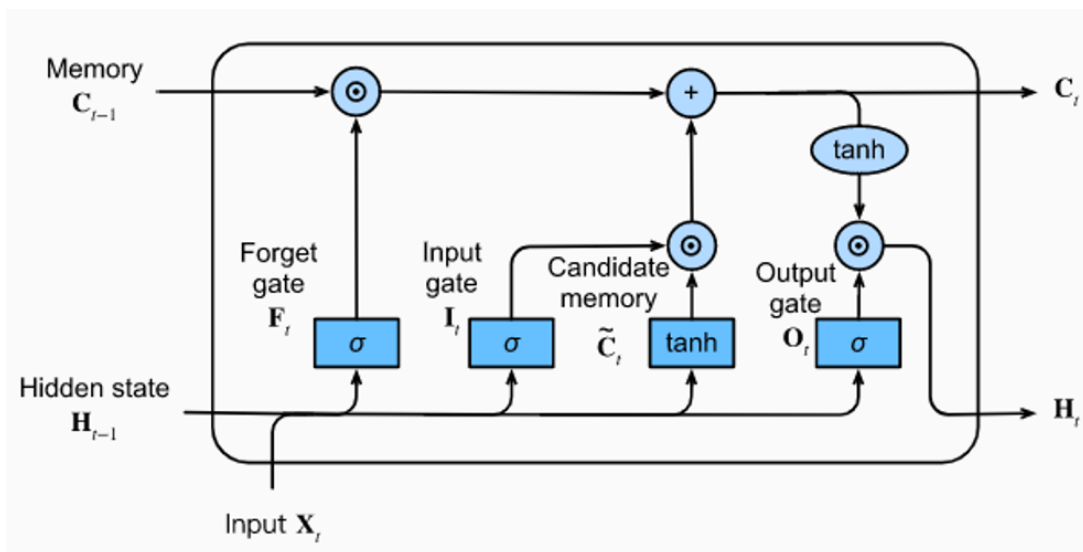 Memory
C_{t-1}
⊙
+
C_t
tanh
Forget
gate
F_t
σ
Input
gate
I_t
σ
⊙
Candidate
memory
C̃_t
tanh
⊙
Output
gate
O_t
σ
Hidden state
H_{t-1}
H_t
Input X_t